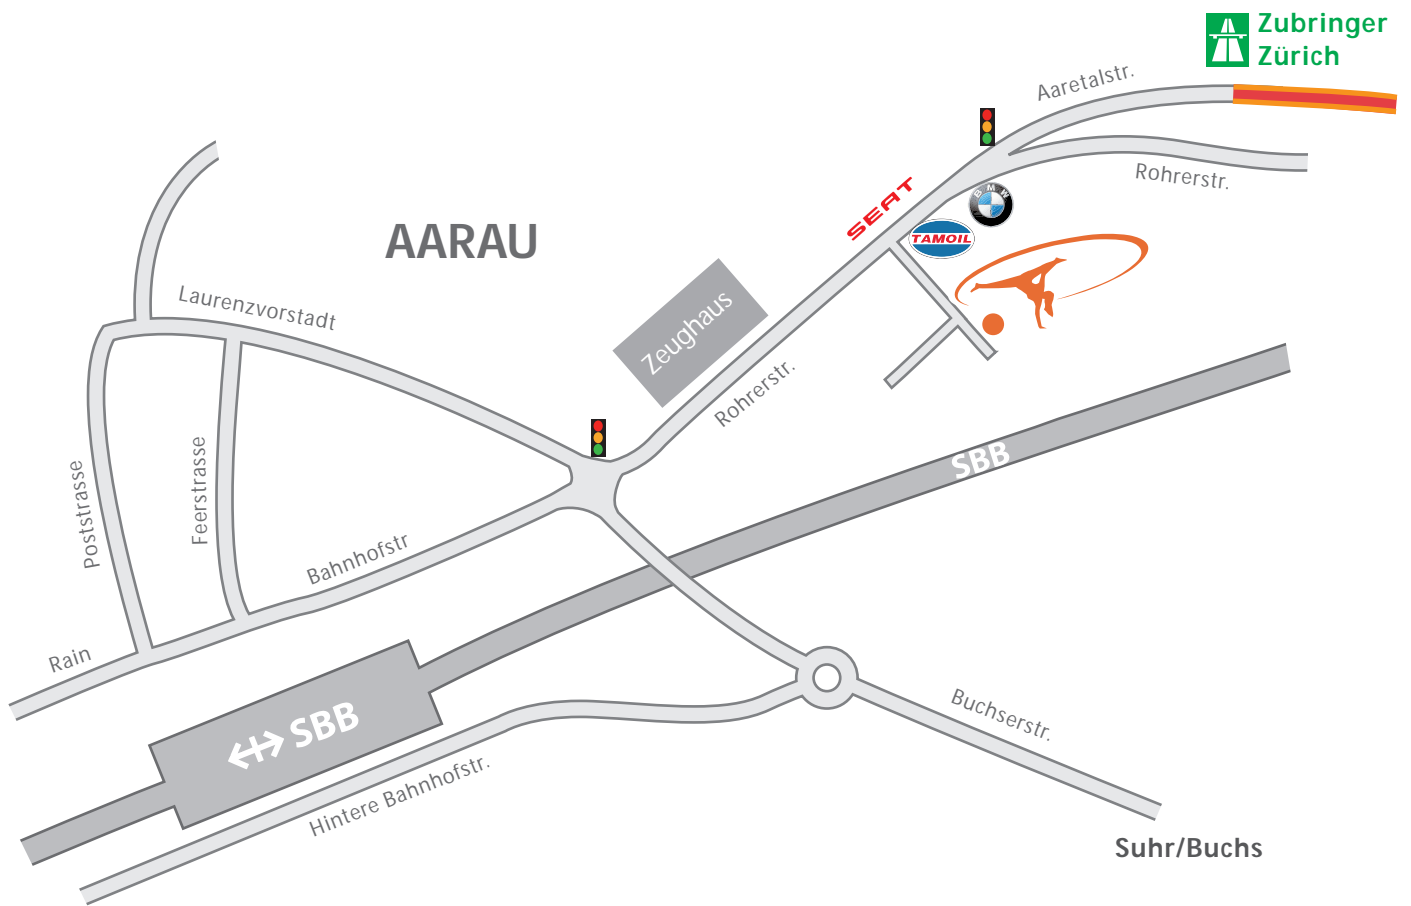 Zubringer
Zürich
Aaretalstr.
Rohrerstr.
SEAT
BMW
TAMOIL
AARAU
Laurenzvorstadt
Zeughaus
Rohrerstr.
SBB
Poststrasse
Feerstrasse
Bahnhofstr
Rain
SBB
Hintere Bahnhofstr.
Buchserstr.
Suhr/Buchs